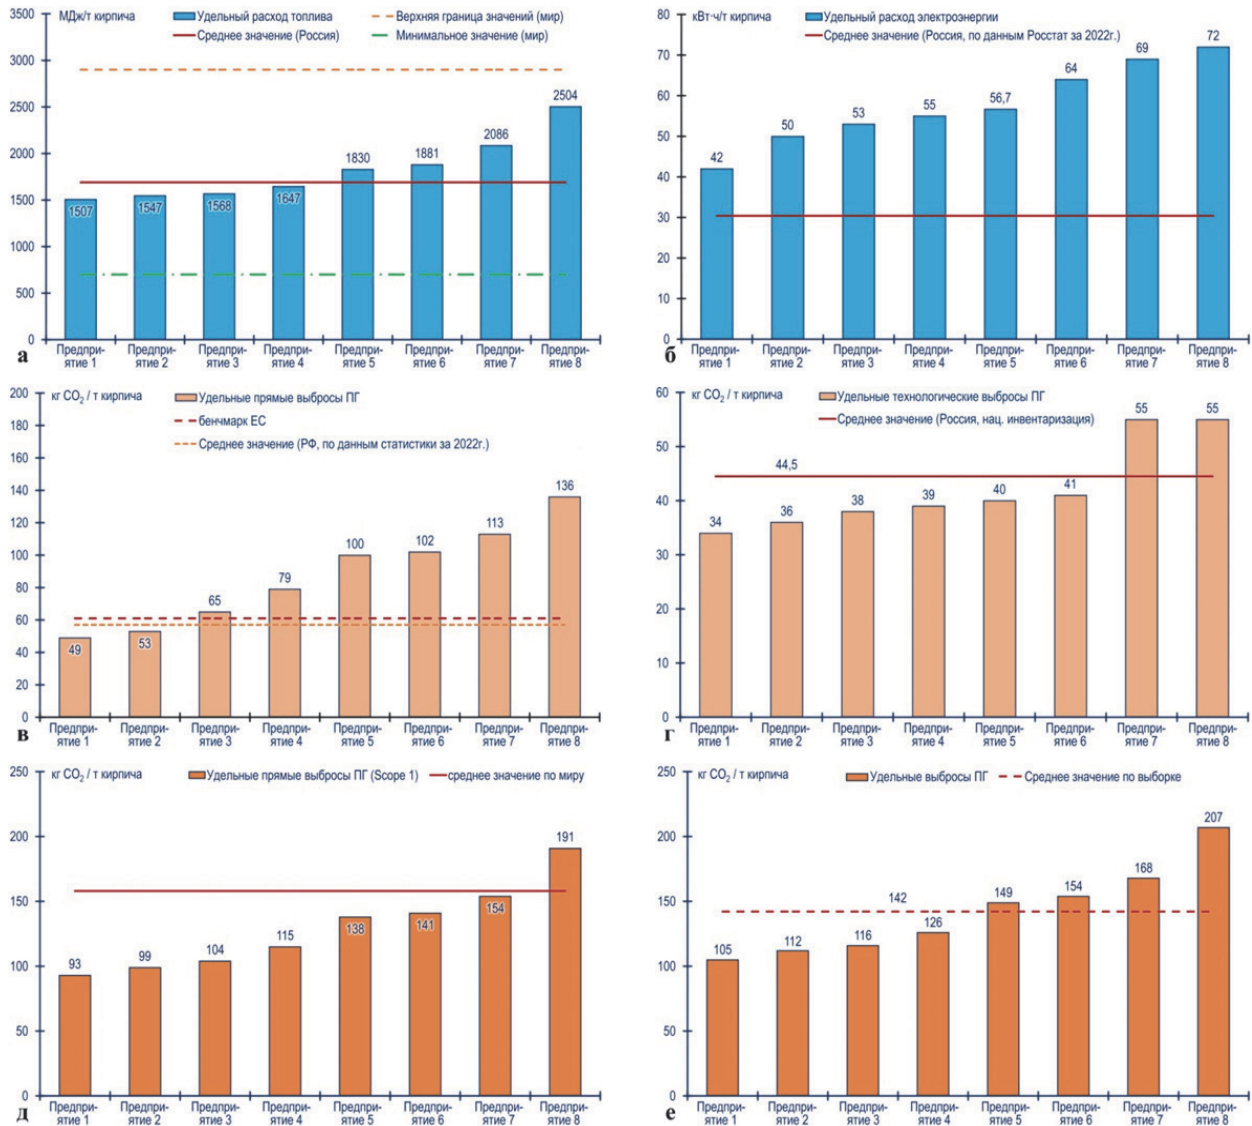 МДж/т кирпича
Удельный расход топлива
Верхняя граница значений (мир)
Среднее значение (Россия)
Минимальное значение (мир)
3500
3000
2500
2000
1500
1000
500
0
1507
1547
1568
1647
1830
1881
2086
2504
Предпри-
ятие 1
Предпри-
ятие 2
Предпри-
ятие 3
Предпри-
ятие 4
Предпри-
ятие 5
Предпри-
ятие 6
Предпри-
ятие 7
Предпри-
ятие 8
а
кВт·ч/т кирпича
Удельный расход электроэнергии
Среднее значение (Россия, по данным Росстат за 2022г.)
80
70
60
50
40
30
20
10
0
42
50
53
55
56,7
64
69
72
Предпри-
ятие 1
Предпри-
ятие 2
Предпри-
ятие 3
Предпри-
ятие 4
Предпри-
ятие 5
Предпри-
ятие 6
Предпри-
ятие 7
Предпри-
ятие 8
б
кг CO₂ / т кирпича
Удельные прямые выбросы ПГ
бенчмарк ЕС
Среднее значение (РФ, по данным статистики за 2022г.)
200
180
160
140
120
100
80
60
40
20
0
49
53
65
79
100
102
113
136
Предпри-
ятие 1
Предпри-
ятие 2
Предпри-
ятие 3
Предпри-
ятие 4
Предпри-
ятие 5
Предпри-
ятие 6
Предпри-
ятие 7
Предпри-
ятие 8
в
кг CO₂ / т кирпича
Удельные технологические выбросы ПГ
Среднее значение (Россия, нац. инвентаризация)
60
50
40
30
20
10
0
44,5
34
36
38
39
40
41
55
55
Предпри-
ятие 1
Предпри-
ятие 2
Предпри-
ятие 3
Предпри-
ятие 4
Предпри-
ятие 5
Предпри-
ятие 6
Предпри-
ятие 7
Предпри-
ятие 8
г
кг CO₂ / т кирпича
Удельные прямые выбросы ПГ (Scope 1)
среднее значение по миру
250
200
150
100
50
0
93
99
104
115
138
141
154
191
Предпри-
ятие 1
Предпри-
ятие 2
Предпри-
ятие 3
Предпри-
ятие 4
Предпри-
ятие 5
Предпри-
ятие 6
Предпри-
ятие 7
Предпри-
ятие 8
д
кг CO₂ / т кирпича
Удельные выбросы ПГ
Среднее значение по выборке
250
200
150
100
50
0
142
105
112
116
126
149
154
168
207
Предпри-
ятие 1
Предпри-
ятие 2
Предпри-
ятие 3
Предпри-
ятие 4
Предпри-
ятие 5
Предпри-
ятие 6
Предпри-
ятие 7
Предпри-
ятие 8
е